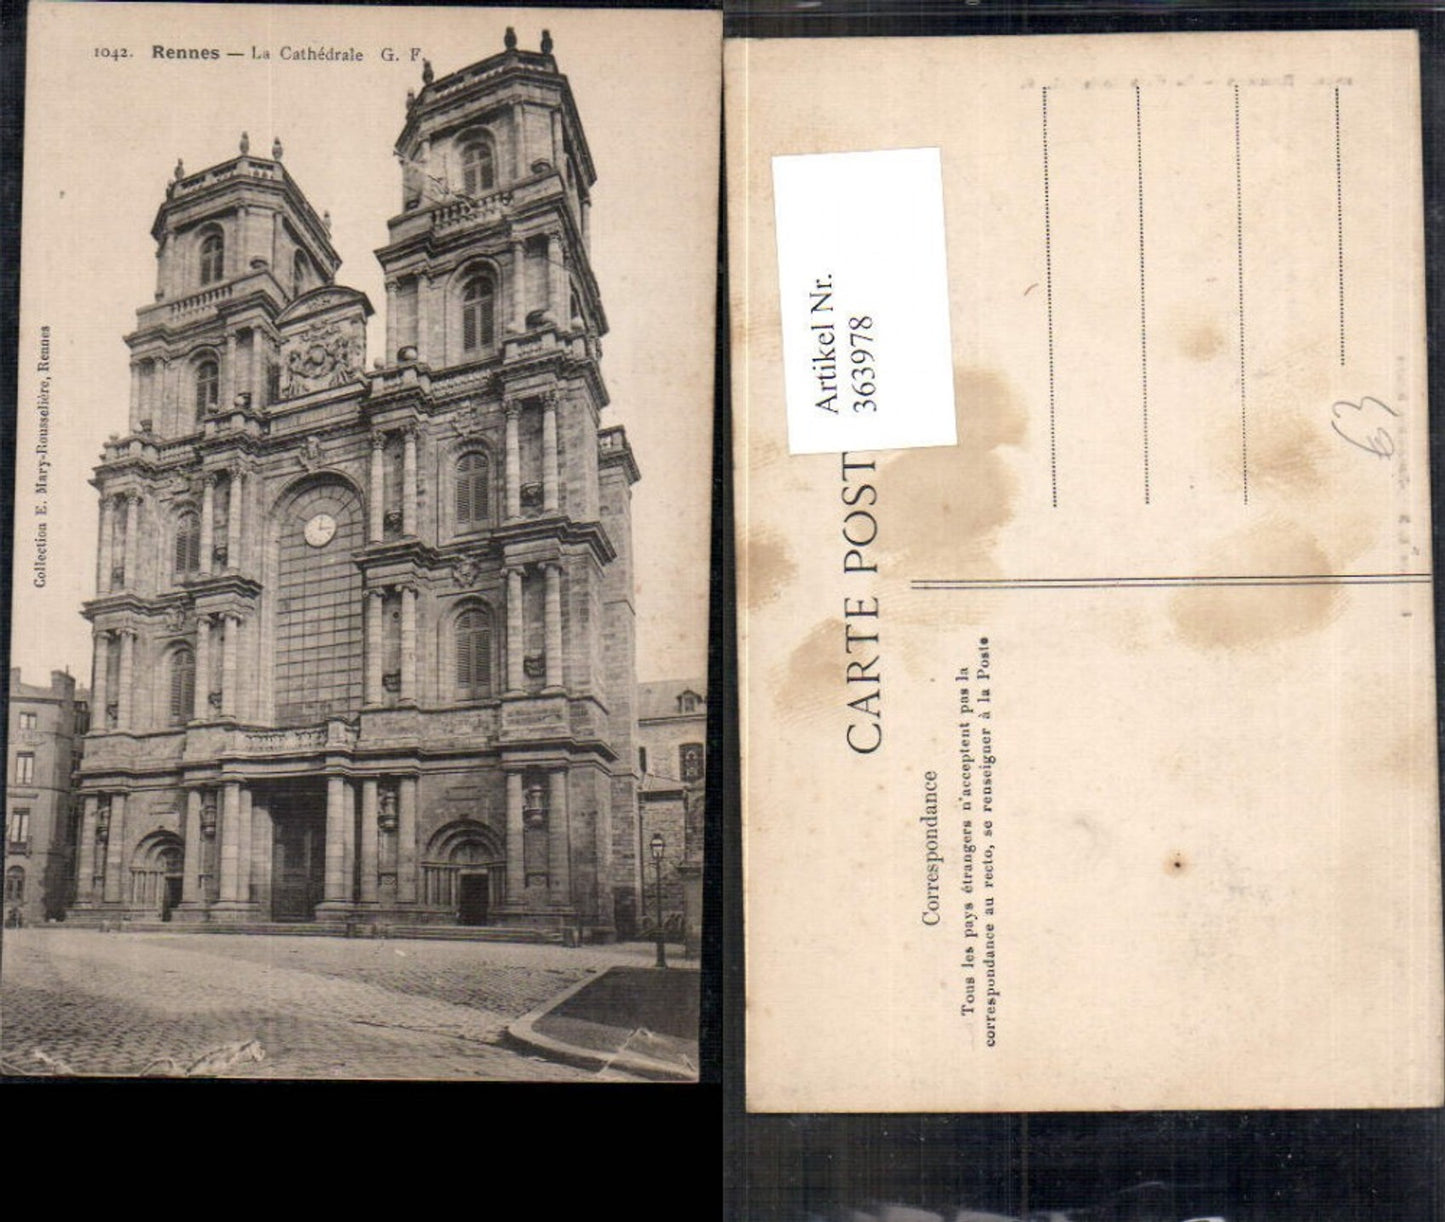 1042. Rennes — La Cathédrale G. F.
Collection E. Mary-Rousselière, Rennes
Artikel Nr.
363978
CARTE POST
Correspondance
Tous les pays étrangers n'acceptent pas la
correspondance au recto, se renseigner à la Poste